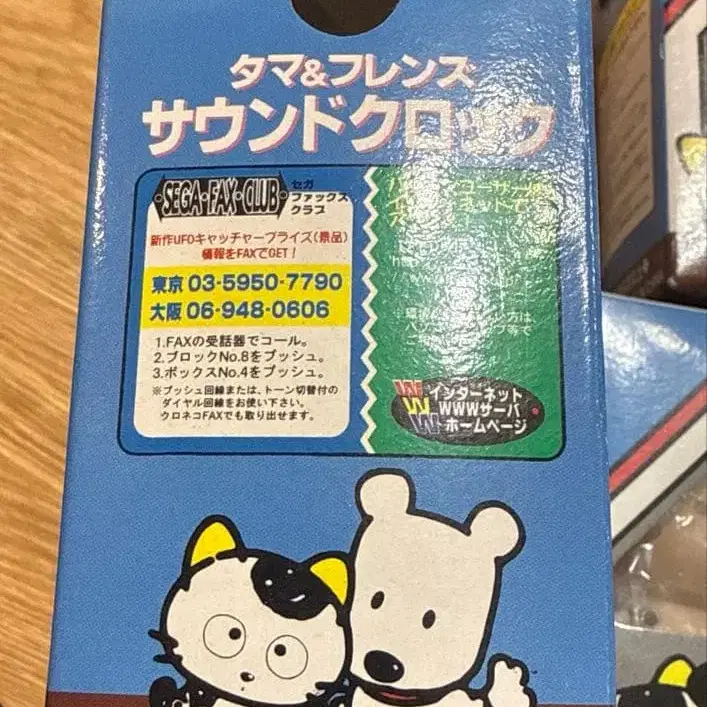 タマ&フレンズ
サウンドクロック
SEGA・FAX・CLUB
セガ
ファックス
クラブ
新作UFOキャッチャープライズ(景品)
情報をFAXでGET!
東京 03-5950-7790
大阪 06-948-0606
1.FAXの受話器でコール。
2.ブロックNo.8をプッシュ。
3.ボックスNo.4をプッシュ。
※プッシュ回線または、トーン切替付の
ダイヤル回線をお使い下さい。
クロネコFAXでも取り出せます。
WWW
インターネット
WWWサーバ
ホームページ